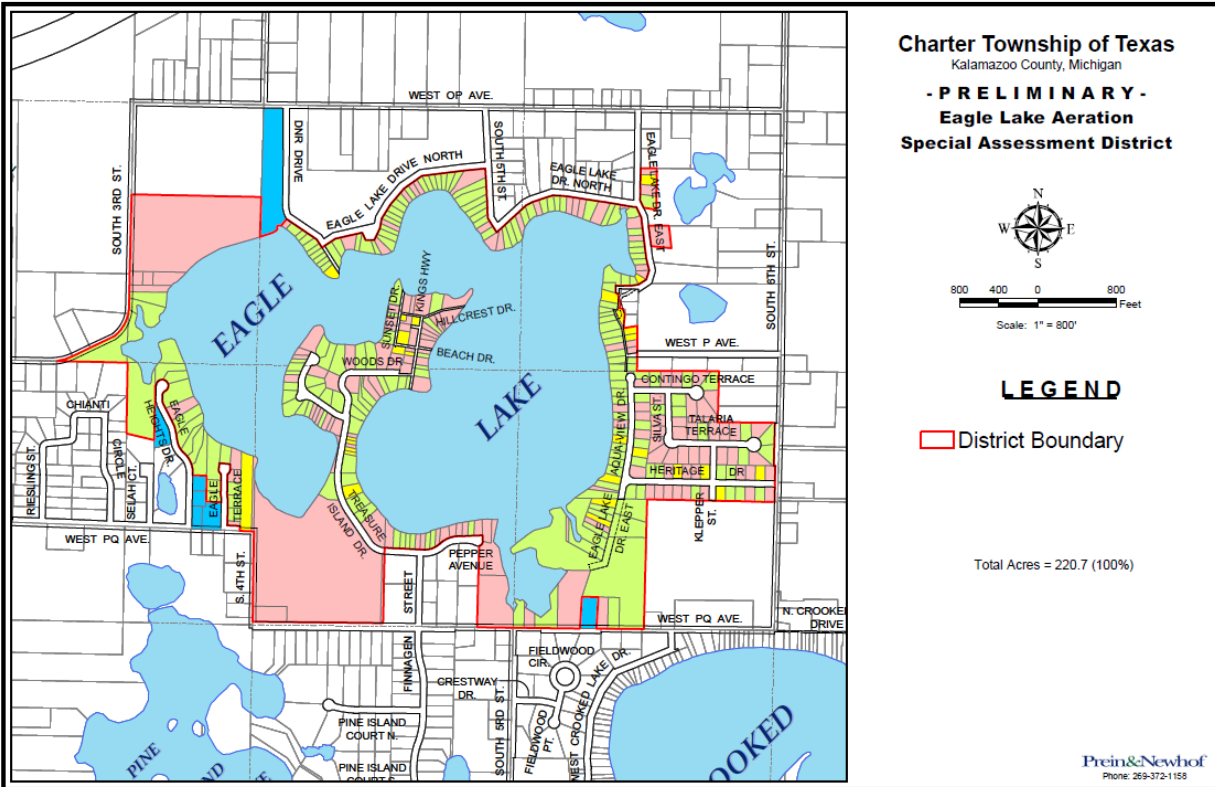 Charter Township of Texas
Kalamazoo County, Michigan
- P R E L I M I N A R Y -
Eagle Lake Aeration
Special Assessment District
N
W E
S
800 400 0 800
Feet
Scale: 1" = 800'
LEGEND
District Boundary
Total Acres = 220.7 (100%)
Prein&Newhof
Phone: 269-372-1158
WEST OP AVE.
DNR DRIVE
SOUTH 3RD ST.
EAGLE LAKE DRIVE NORTH
SOUTH 5TH ST.
EAGLE LAKE
DR. NORTH
EAGLE LAKE DR. EAST
SOUTH 6TH ST.
EAGLE
LAKE
KINGS HWY
SUNSET DR.
HILLCREST DR.
BEACH DR.
WOODS DR
WEST P AVE.
CONTINGO TERRACE
SILVA ST.
TALARIA
TERRACE
AQUA-VIEW DR.
HERITAGE DR
KLEPPER
ST.
EAGLE LAKE
DR. EAST
CHIANTI
CIRCLE
RIESLING ST.
SELAH CT.
EAGLE
HEIGHTS DR.
EAGLE
TERRACE
TREASURE
ISLAND DR.
WEST PQ AVE.
S. 4TH ST.
PEPPER
AVENUE
FINNAGEN
STREET
WEST PQ AVE.
N. CROOKE
DRIVE
FIELDWOOD
CIR.
CRESTWAY
DR.
SOUTH 5RD ST.
FIELDWOOD
PT.
WEST CROOKED LAKE DR.
PINE ISLAND
COURT N.
PINE ISLAND
PINE
ND
OOKED